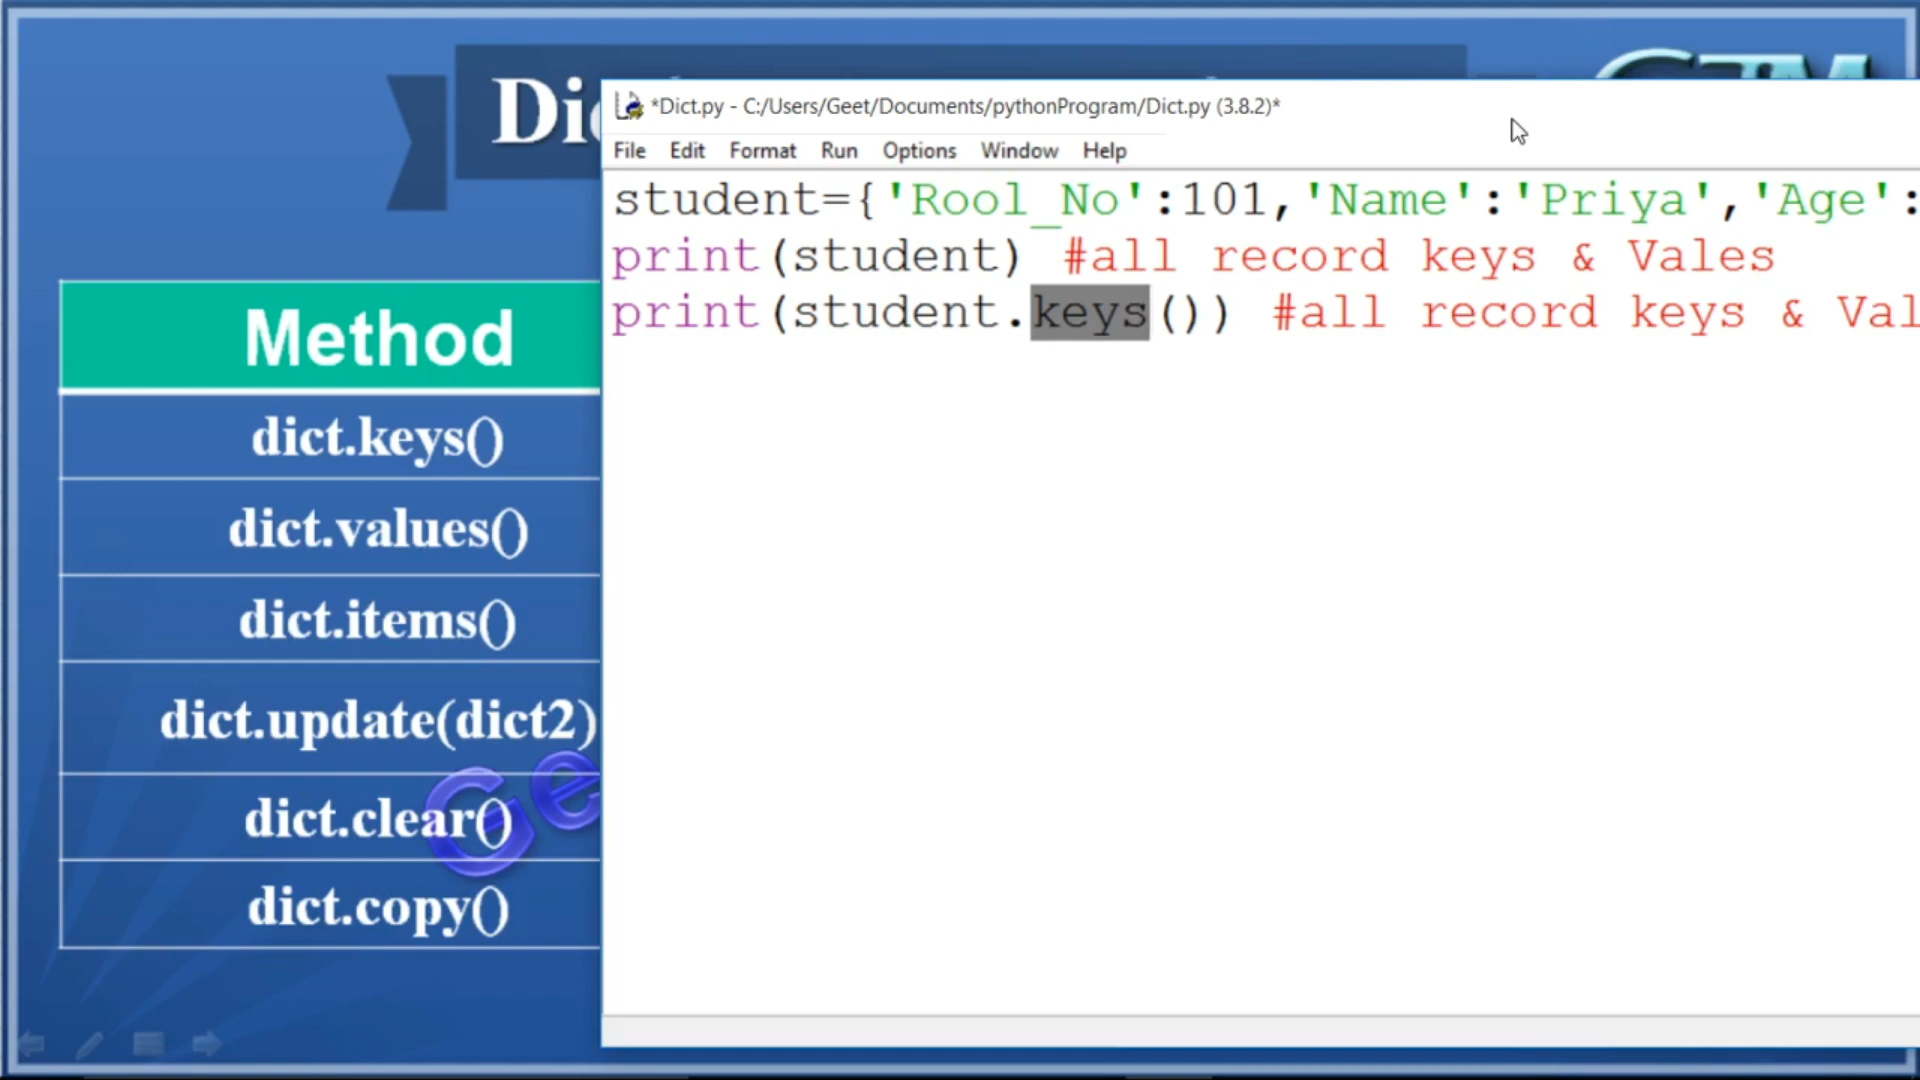 Di
GTM
*Dict.py - C:/Users/Geet/Documents/pythonProgram/Dict.py (3.8.2)*
File Edit Format Run Options Window Help
student={'Rool_No':101,'Name':'Priya','Age':
print(student) #all record keys & Vales
print(student.keys()) #all record keys & Val
Method
dict.keys()
dict.values()
dict.items()
dict.update(dict2)
dict.clear()
dict.copy()
Ge